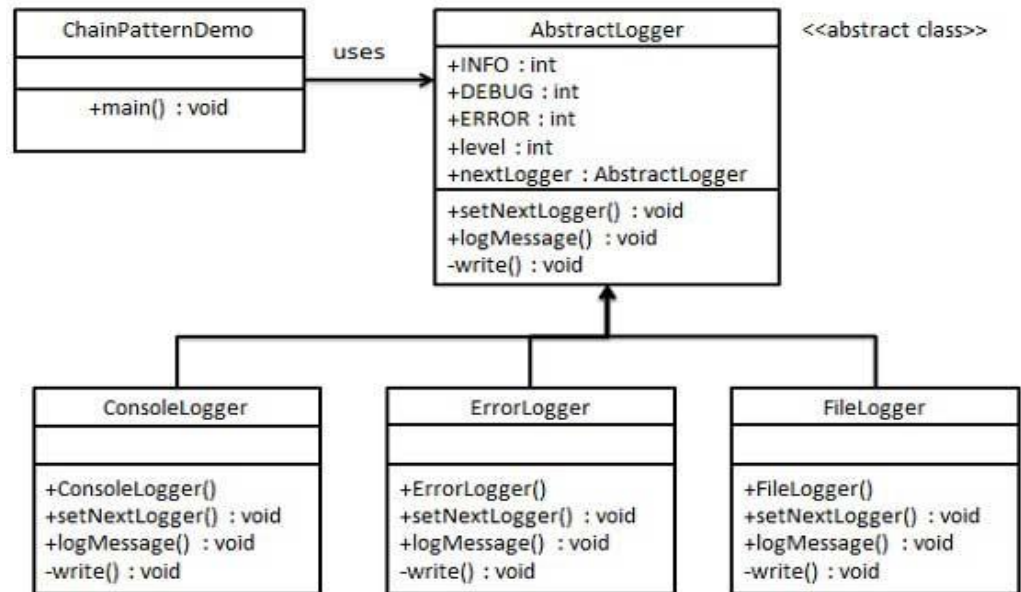 ChainPatternDemo
+main() : void
uses
AbstractLogger
<<abstract class>>
+INFO : int
+DEBUG : int
+ERROR : int
+level : int
+nextLogger : AbstractLogger
+setNextLogger() : void
+logMessage() : void
-write() : void
ConsoleLogger
+ConsoleLogger()
+setNextLogger() : void
+logMessage() : void
-write() : void
ErrorLogger
+ErrorLogger()
+setNextLogger() : void
+logMessage() : void
-write() : void
FileLogger
+FileLogger()
+setNextLogger() : void
+logMessage() : void
-write() : void